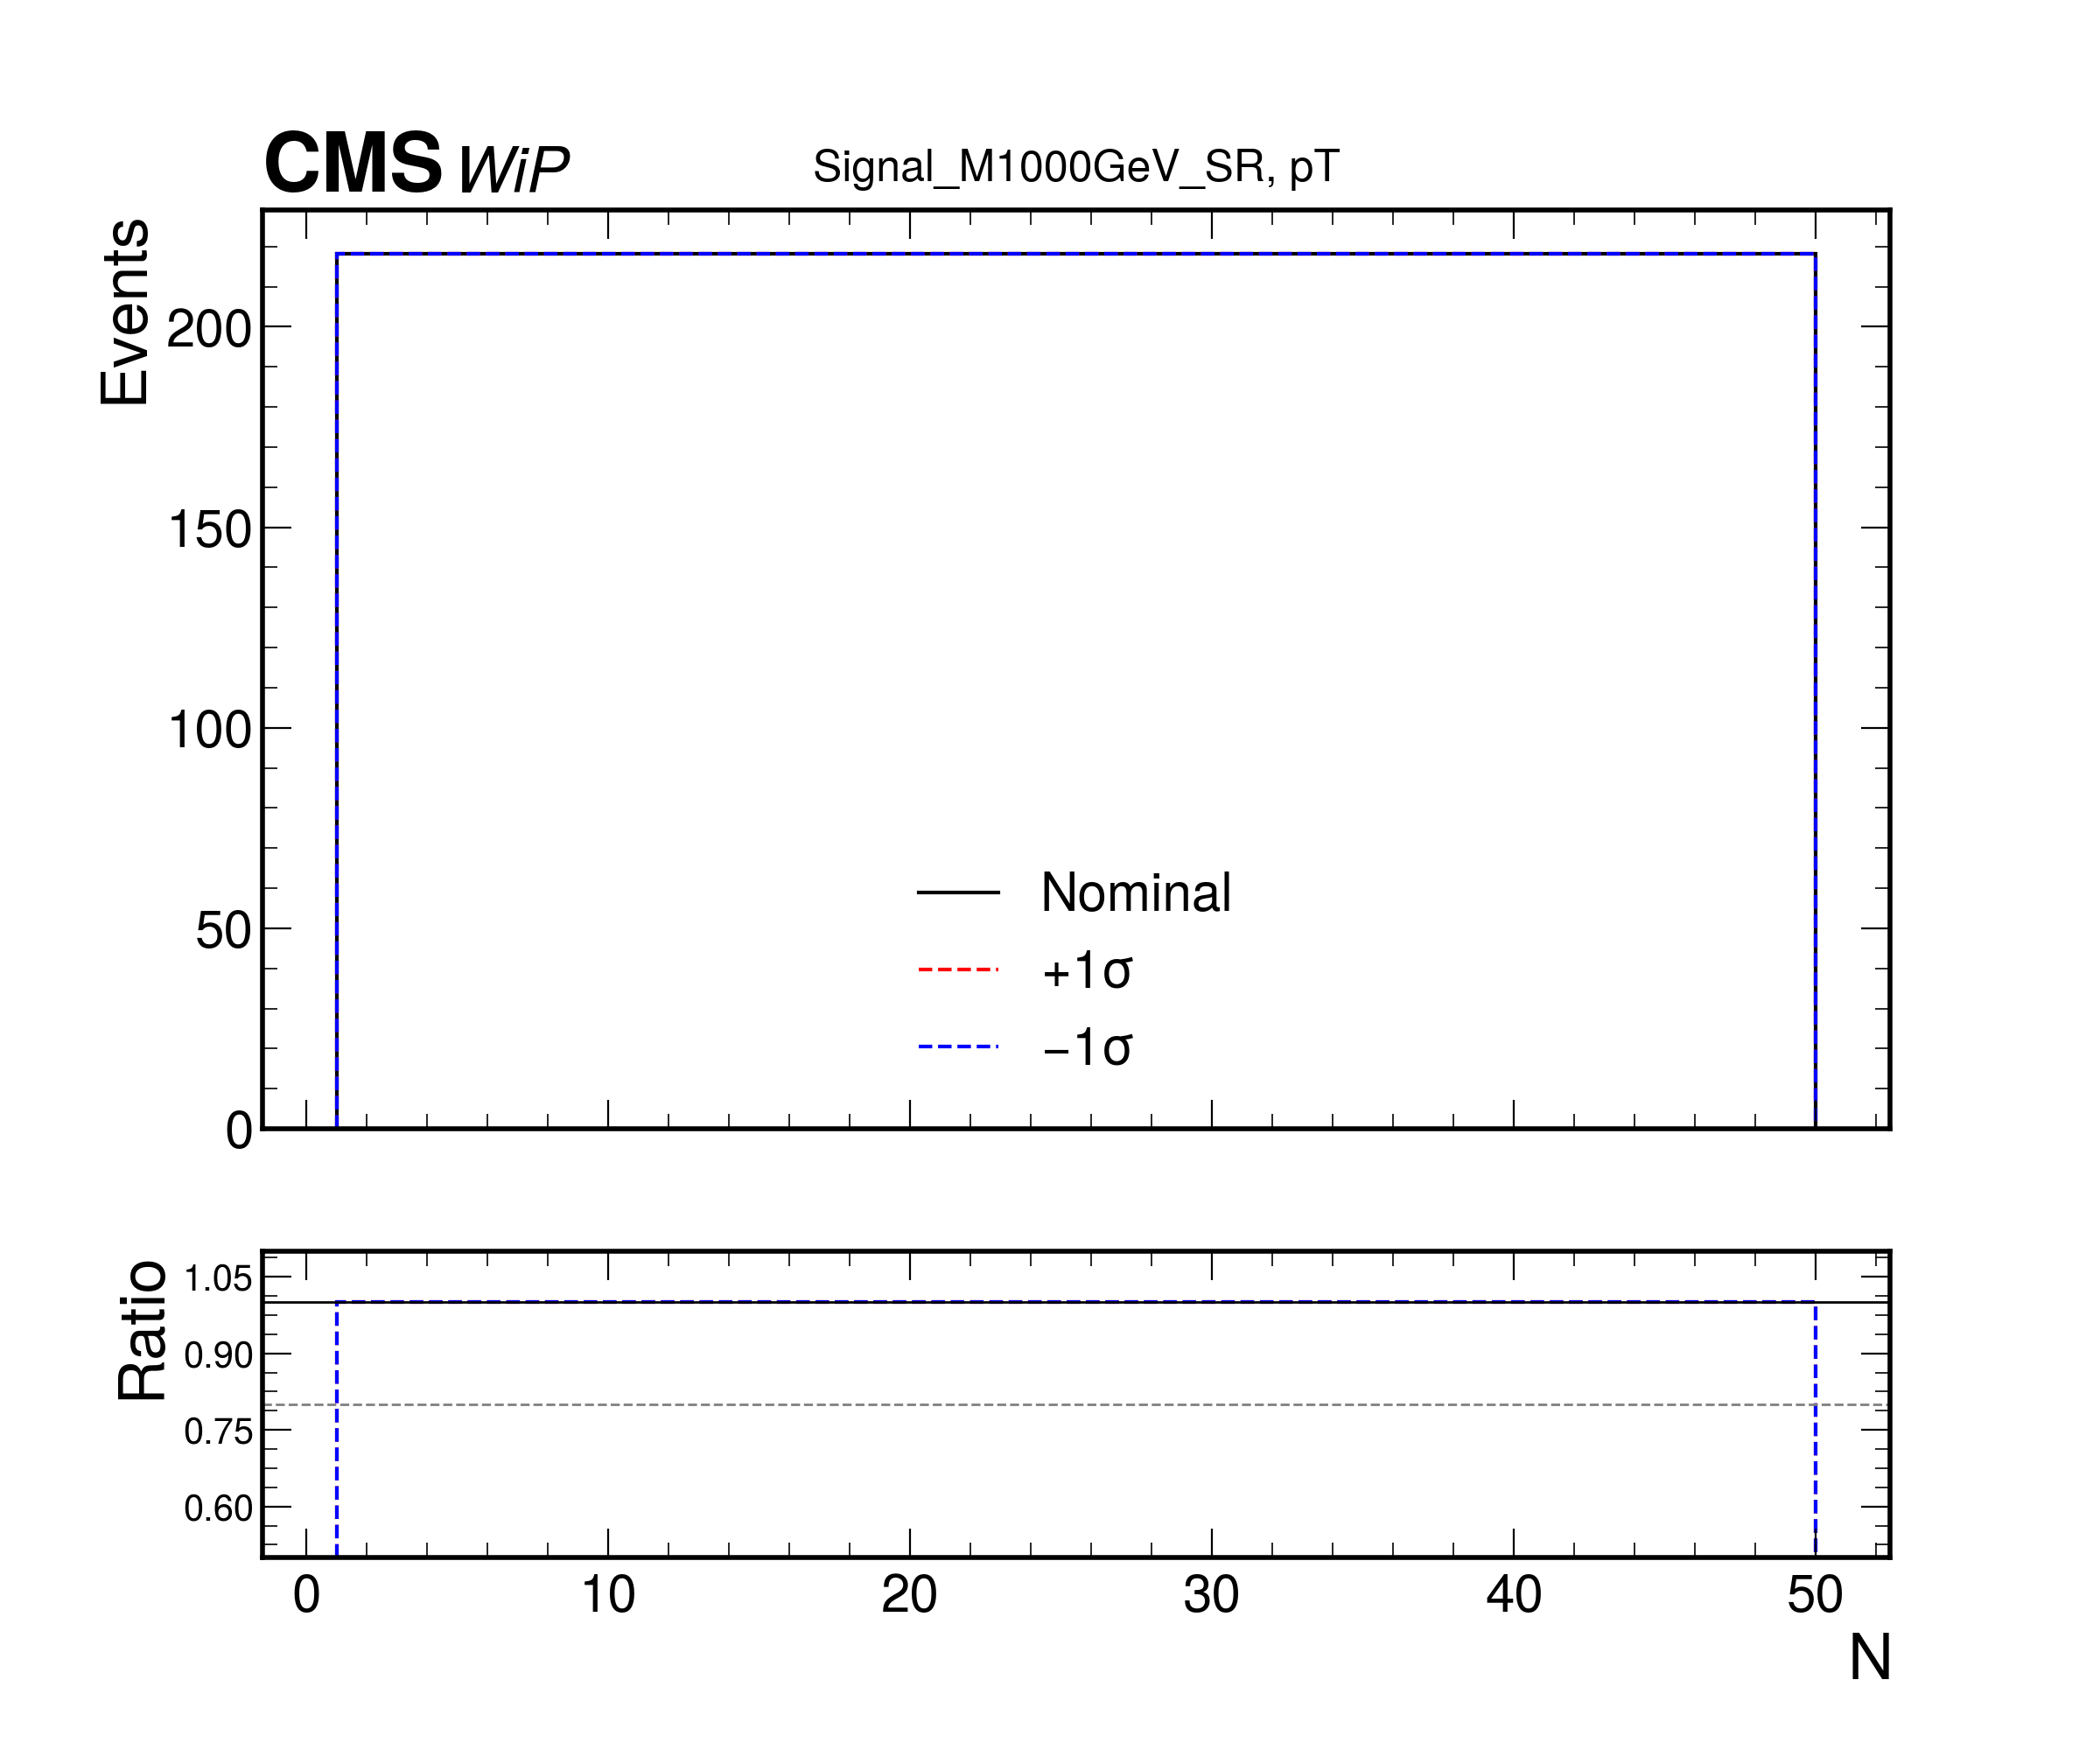 CMS WiP
Signal_M1000GeV_SR, pT
Events
200
150
100
50
0
Nominal
+1σ
−1σ
Ratio
1.05
0.90
0.75
0.60
0 10 20 30 40 50
N